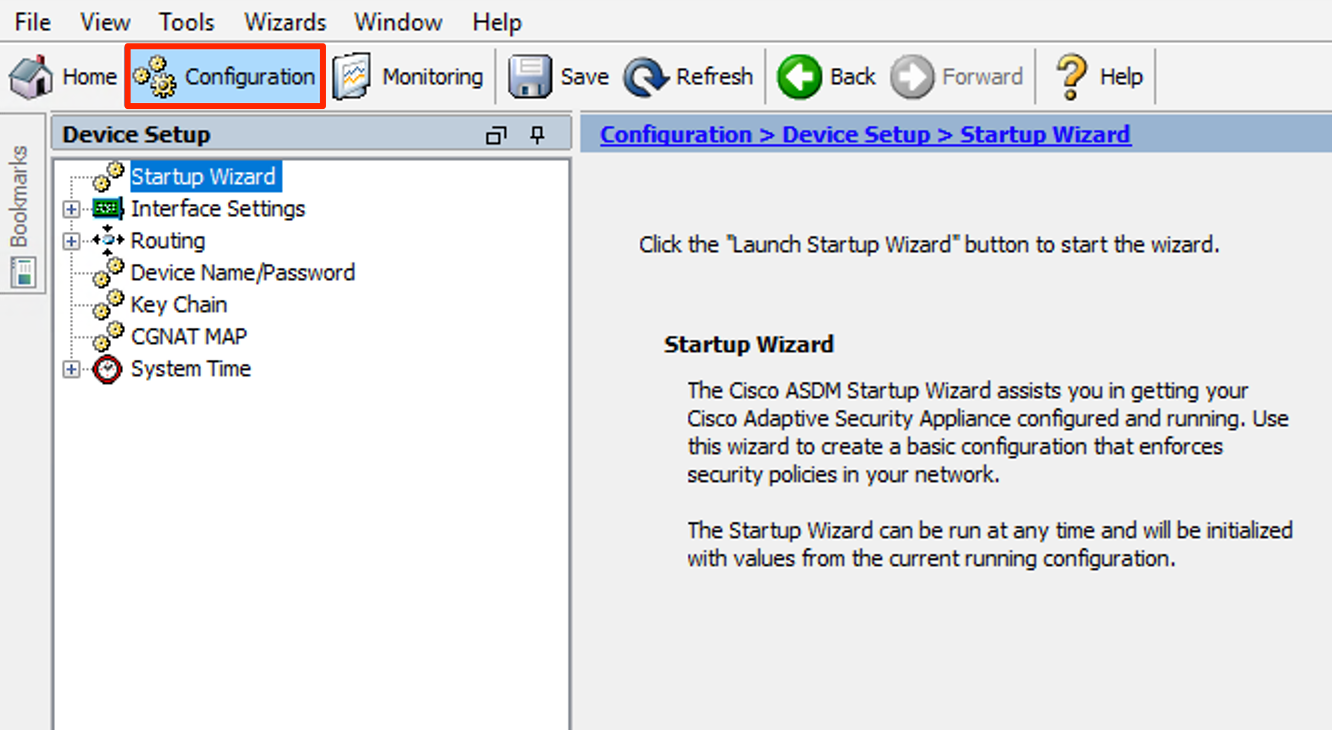 File View Tools Wizards Window Help
Home Configuration Monitoring Save Refresh Back Forward Help
Bookmarks
Device Setup
Startup Wizard
Interface Settings
Routing
Device Name/Password
Key Chain
CGNAT MAP
System Time
Configuration > Device Setup > Startup Wizard
Click the "Launch Startup Wizard" button to start the wizard.
Startup Wizard
The Cisco ASDM Startup Wizard assists you in getting your
Cisco Adaptive Security Appliance configured and running. Use
this wizard to create a basic configuration that enforces
security policies in your network.
The Startup Wizard can be run at any time and will be initialized
with values from the current running configuration.